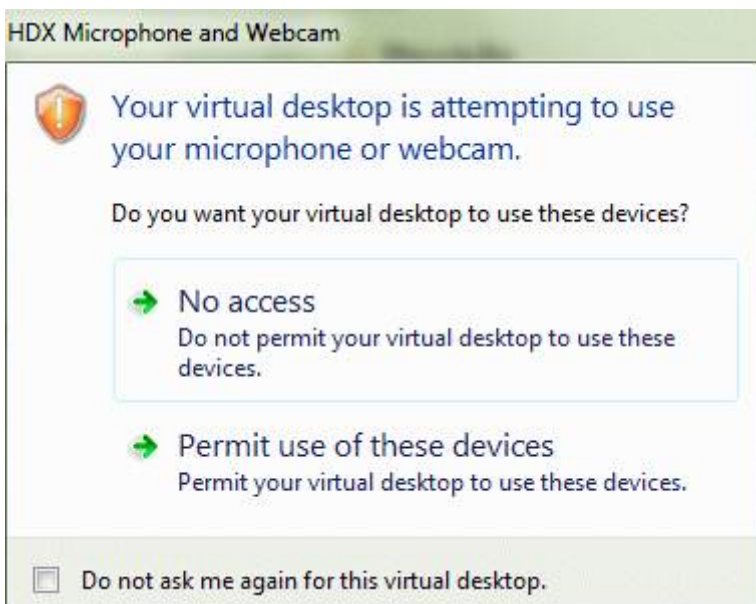 HDX Microphone and Webcam
Your virtual desktop is attempting to use
your microphone or webcam.
Do you want your virtual desktop to use these devices?
No access
Do not permit your virtual desktop to use these
devices.
Permit use of these devices
Permit your virtual desktop to use these devices.
Do not ask me again for this virtual desktop.